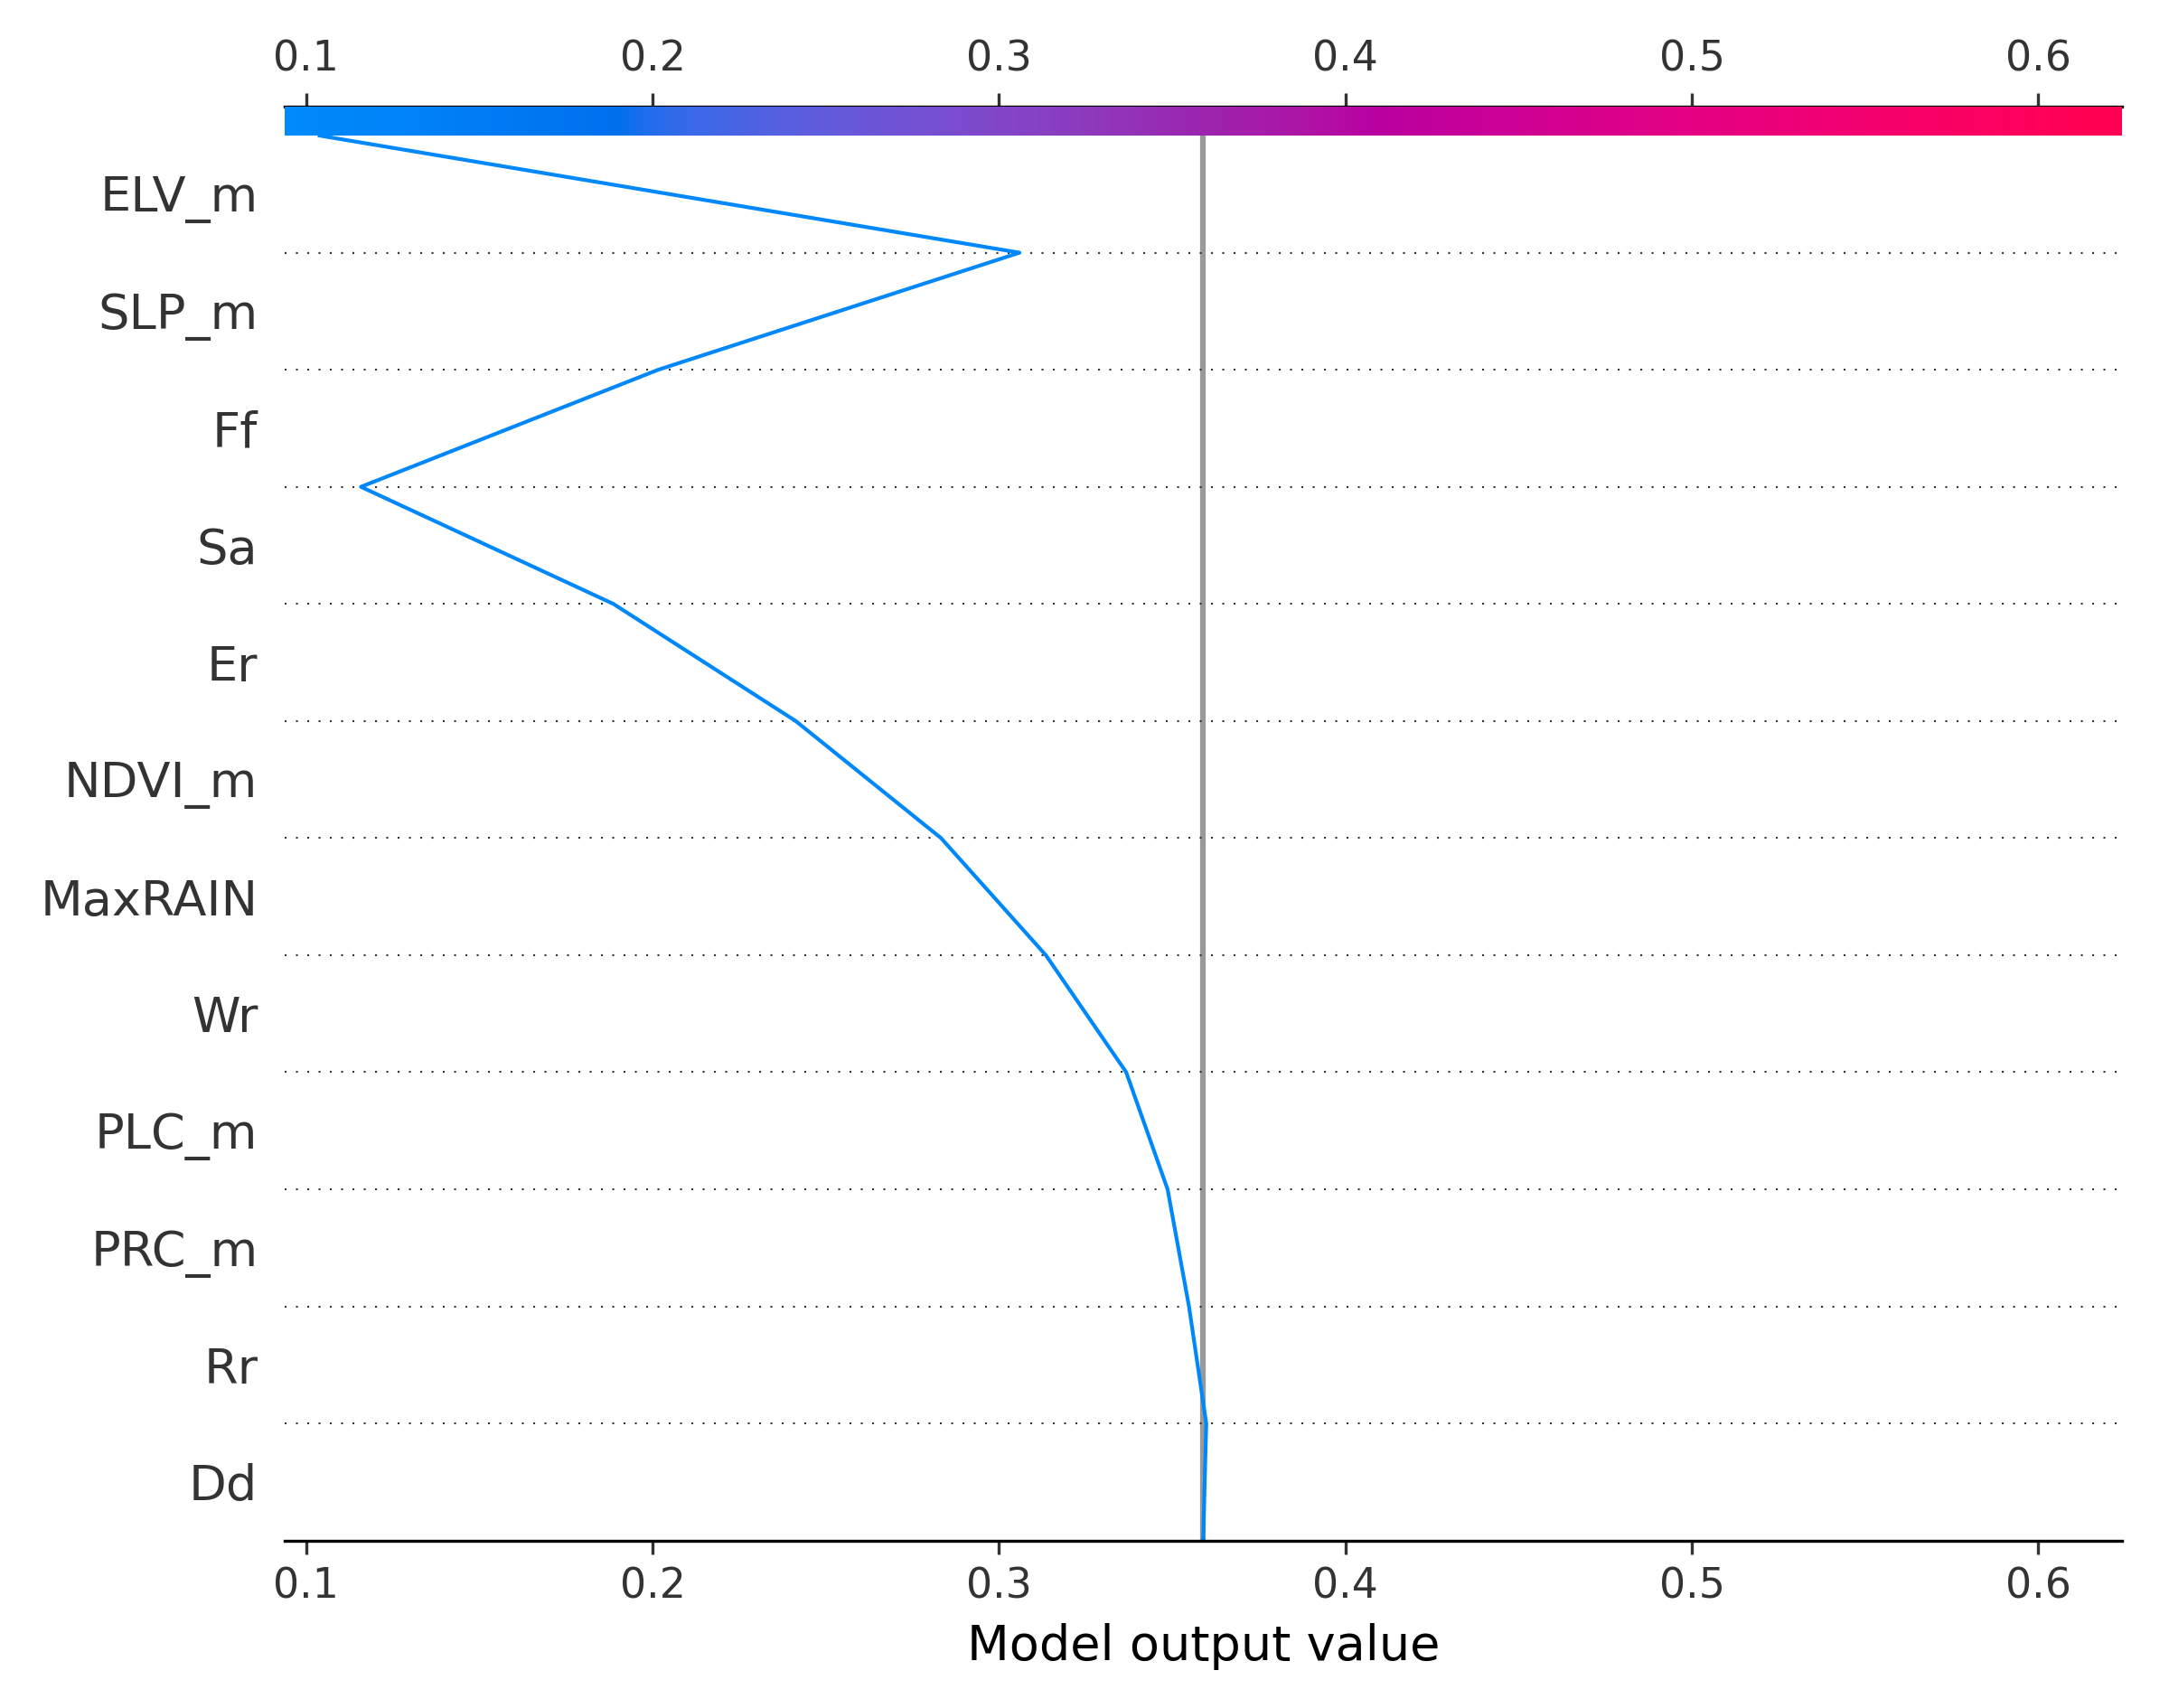 0.1 0.2 0.3 0.4 0.5 0.6
ELV_m
SLP_m
Ff
Sa
Er
NDVI_m
MaxRAIN
Wr
PLC_m
PRC_m
Rr
Dd
0.1 0.2 0.3 0.4 0.5 0.6
Model output value